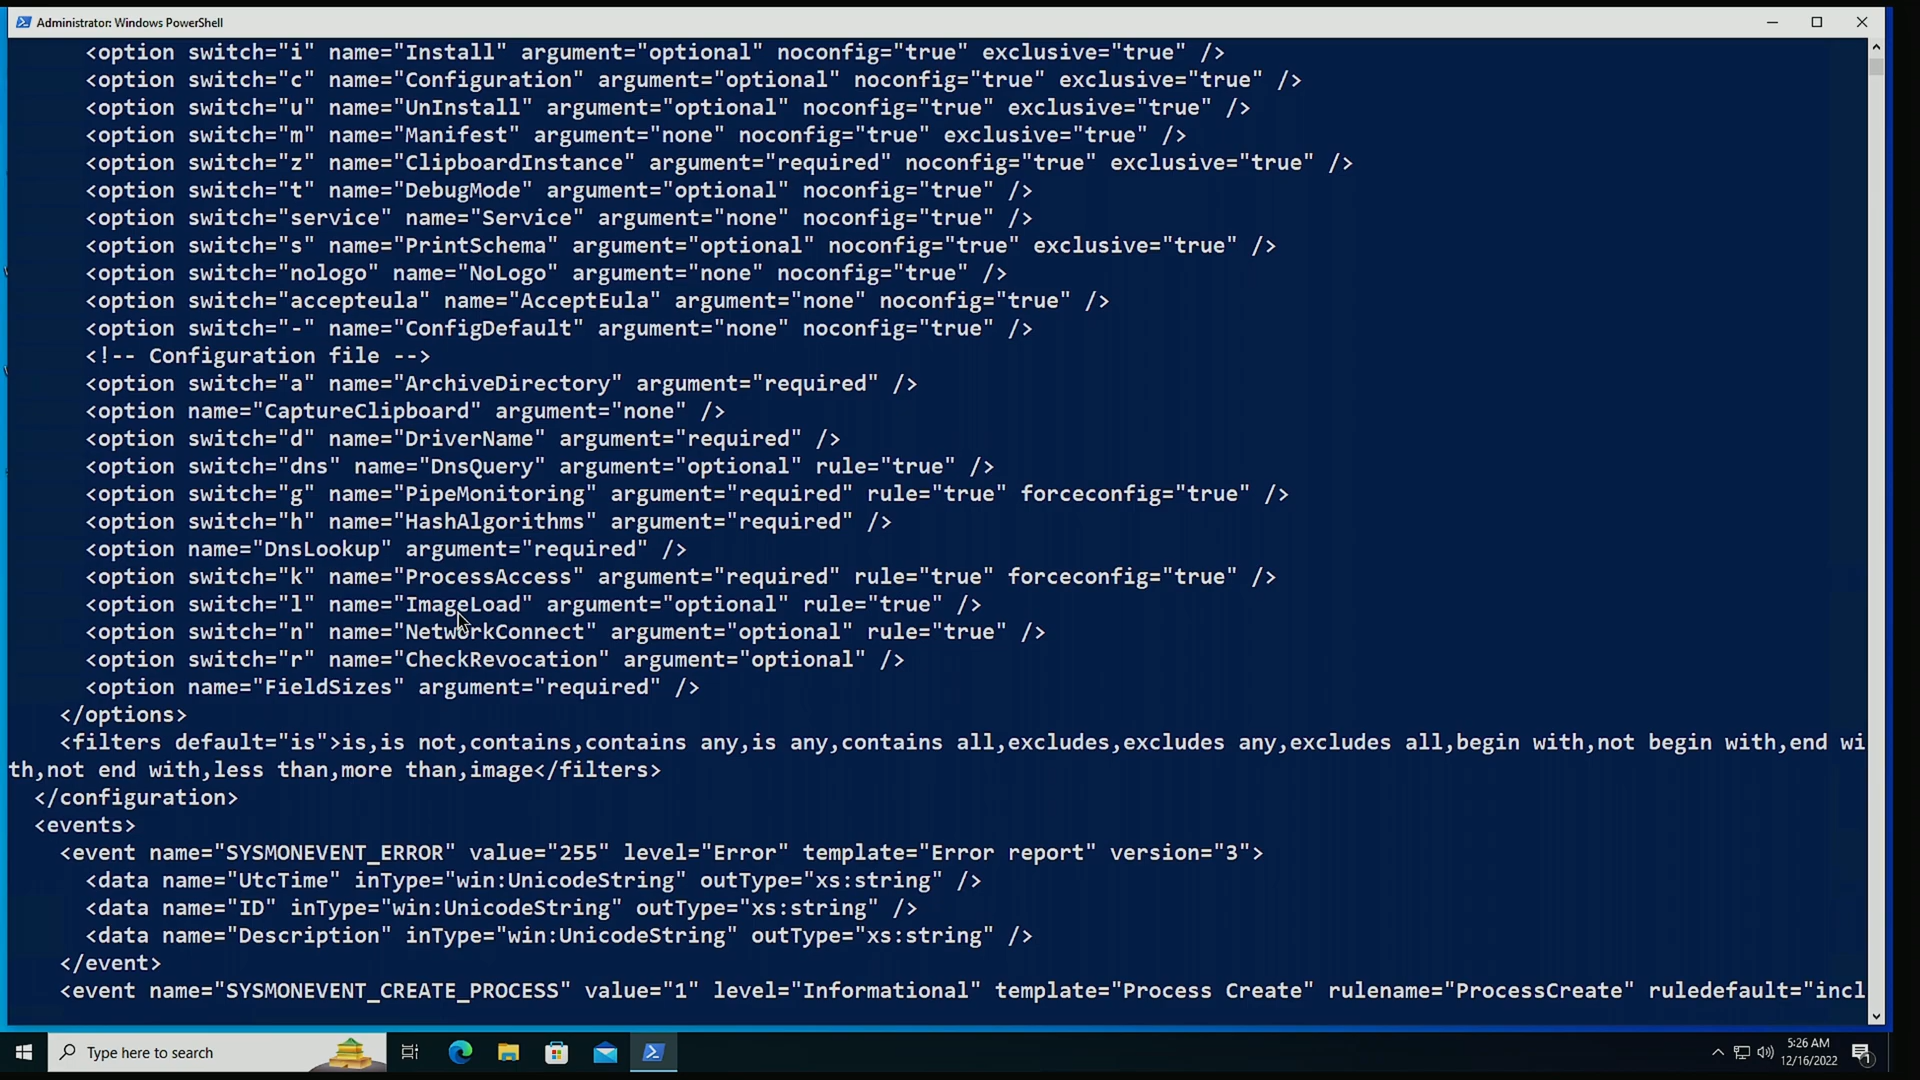 Administrator: Windows PowerShell
<option switch="i" name="Install" argument="optional" noconfig="true" exclusive="true" />
<option switch="c" name="Configuration" argument="optional" noconfig="true" exclusive="true" />
<option switch="u" name="UnInstall" argument="optional" noconfig="true" exclusive="true" />
<option switch="m" name="Manifest" argument="none" noconfig="true" exclusive="true" />
<option switch="z" name="ClipboardInstance" argument="required" noconfig="true" exclusive="true" />
<option switch="t" name="DebugMode" argument="optional" noconfig="true" />
<option switch="service" name="Service" argument="none" noconfig="true" />
<option switch="s" name="PrintSchema" argument="optional" noconfig="true" exclusive="true" />
<option switch="nologo" name="NoLogo" argument="none" noconfig="true" />
<option switch="accepteula" name="AcceptEula" argument="none" noconfig="true" />
<option switch="-" name="ConfigDefault" argument="none" noconfig="true" />
<!-- Configuration file -->
<option switch="a" name="ArchiveDirectory" argument="required" />
<option name="CaptureClipboard" argument="none" />
<option switch="d" name="DriverName" argument="required" />
<option switch="dns" name="DnsQuery" argument="optional" rule="true" />
<option switch="g" name="PipeMonitoring" argument="required" rule="true" forceconfig="true" />
<option switch="h" name="HashAlgorithms" argument="required" />
<option name="DnsLookup" argument="required" />
<option switch="k" name="ProcessAccess" argument="required" rule="true" forceconfig="true" />
<option switch="l" name="ImageLoad" argument="optional" rule="true" />
<option switch="n" name="NetworkConnect" argument="optional" rule="true" />
<option switch="r" name="CheckRevocation" argument="optional" />
<option name="FieldSizes" argument="required" />
</options>
<filters default="is">is,is not,contains,contains any,is any,contains all,excludes,excludes any,excludes all,begin with,not begin with,end wi
th,not end with,less than,more than,image</filters>
</configuration>
<events>
<event name="SYSMONEVENT_ERROR" value="255" level="Error" template="Error report" version="3">
<data name="UtcTime" inType="win:UnicodeString" outType="xs:string" />
<data name="ID" inType="win:UnicodeString" outType="xs:string" />
<data name="Description" inType="win:UnicodeString" outType="xs:string" />
</event>
<event name="SYSMONEVENT_CREATE_PROCESS" value="1" level="Informational" template="Process Create" rulename="ProcessCreate" ruledefault="incl
Type here to search
5:26 AM
12/16/2022
1